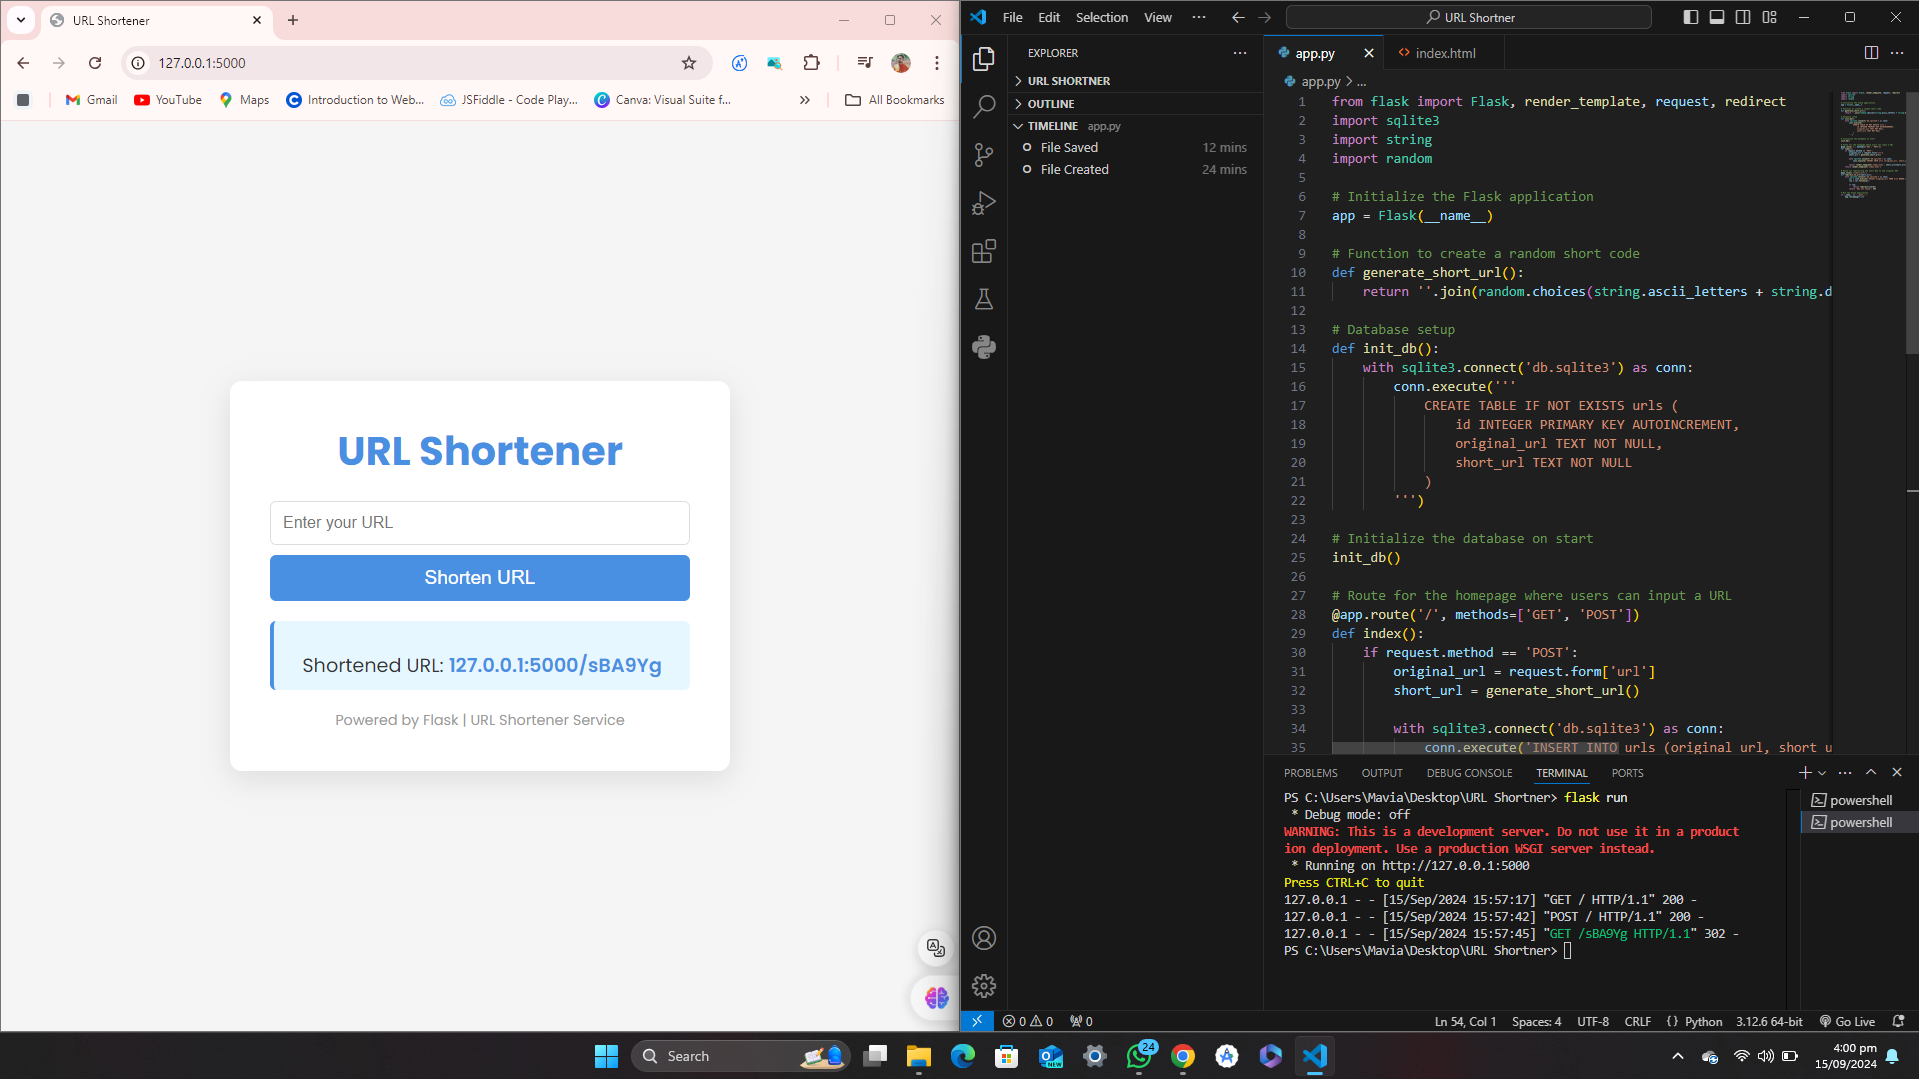 URL Shortener
127.0.0.1:5000
Gmail
YouTube
Maps
Introduction to Web...
JSFiddle - Code Play...
Canva: Visual Suite f...
All Bookmarks
URL Shortener
Enter your URL
Shorten URL
Shortened URL: 127.0.0.1:5000/sBA9Yg
Powered by Flask | URL Shortener Service
File Edit Selection View ...
URL Shortner
EXPLORER
URL SHORTNER
OUTLINE
TIMELINE app.py
File Saved 12 mins
File Created 24 mins
app.py
index.html
app.py > ...
1 from flask import Flask, render_template, request, redirect
2 import sqlite3
3 import string
4 import random
5
6 # Initialize the Flask application
7 app = Flask(__name__)
8
9 # Function to create a random short code
10 def generate_short_url():
11 return ''.join(random.choices(string.ascii_letters + string.d
12
13 # Database setup
14 def init_db():
15 with sqlite3.connect('db.sqlite3') as conn:
16 conn.execute('''
17 CREATE TABLE IF NOT EXISTS urls (
18 id INTEGER PRIMARY KEY AUTOINCREMENT,
19 original_url TEXT NOT NULL,
20 short_url TEXT NOT NULL
21 )
22 ''')
23
24 # Initialize the database on start
25 init_db()
26
27 # Route for the homepage where users can input a URL
28 @app.route('/', methods=['GET', 'POST'])
29 def index():
30 if request.method == 'POST':
31 original_url = request.form['url']
32 short_url = generate_short_url()
33
34 with sqlite3.connect('db.sqlite3') as conn:
35 conn.execute('INSERT INTO urls (original_url, short_u
PROBLEMS OUTPUT DEBUG CONSOLE TERMINAL PORTS
PS C:\Users\Mavia\Desktop\URL Shortner> flask run
* Debug mode: off
WARNING: This is a development server. Do not use it in a product
ion deployment. Use a production WSGI server instead.
* Running on http://127.0.0.1:5000
Press CTRL+C to quit
127.0.0.1 - - [15/Sep/2024 15:57:17] "GET / HTTP/1.1" 200 -
127.0.0.1 - - [15/Sep/2024 15:57:42] "POST / HTTP/1.1" 200 -
127.0.0.1 - - [15/Sep/2024 15:57:45] "GET /sBA9Yg HTTP/1.1" 302 -
PS C:\Users\Mavia\Desktop\URL Shortner>
powershell
powershell
0 0 0
Ln 54, Col 1 Spaces: 4 UTF-8 CRLF {} Python 3.12.6 64-bit Go Live
Search
NEW
24
4:00 pm
15/09/2024